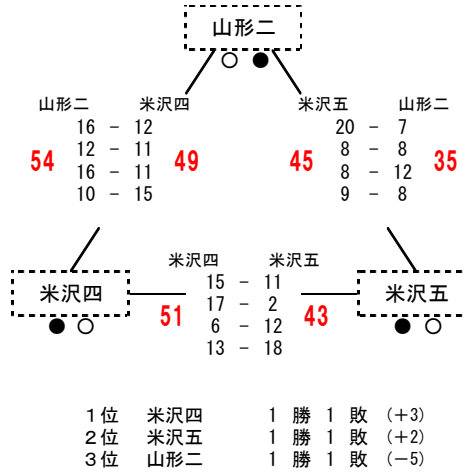 山形二
○ ●
山形二 米沢四
54 49
16 - 12
12 - 11
16 - 11
10 - 15
米沢五 山形二
45 35
20 - 7
8 - 8
8 - 12
9 - 8
米沢四
● ○
米沢四 米沢五
51 43
15 - 11
17 - 2
6 - 12
13 - 18
米沢五
● ○
1位 米沢四 1 勝 1 敗 (+3)
2位 米沢五 1 勝 1 敗 (+2)
3位 山形二 1 勝 1 敗 (−5)